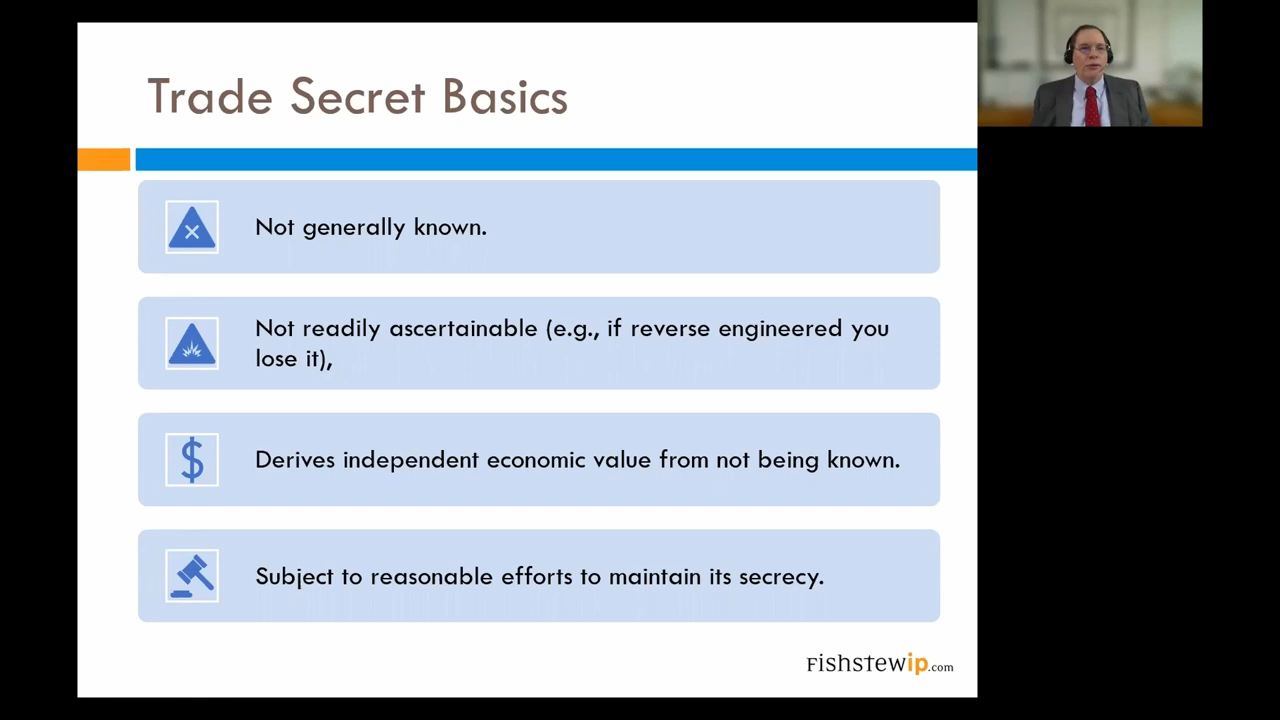 Trade Secret Basics
Not generally known.
Not readily ascertainable (e.g., if reverse engineered you
lose it),
Derives independent economic value from not being known.
Subject to reasonable efforts to maintain its secrecy.
Fishstewip.com